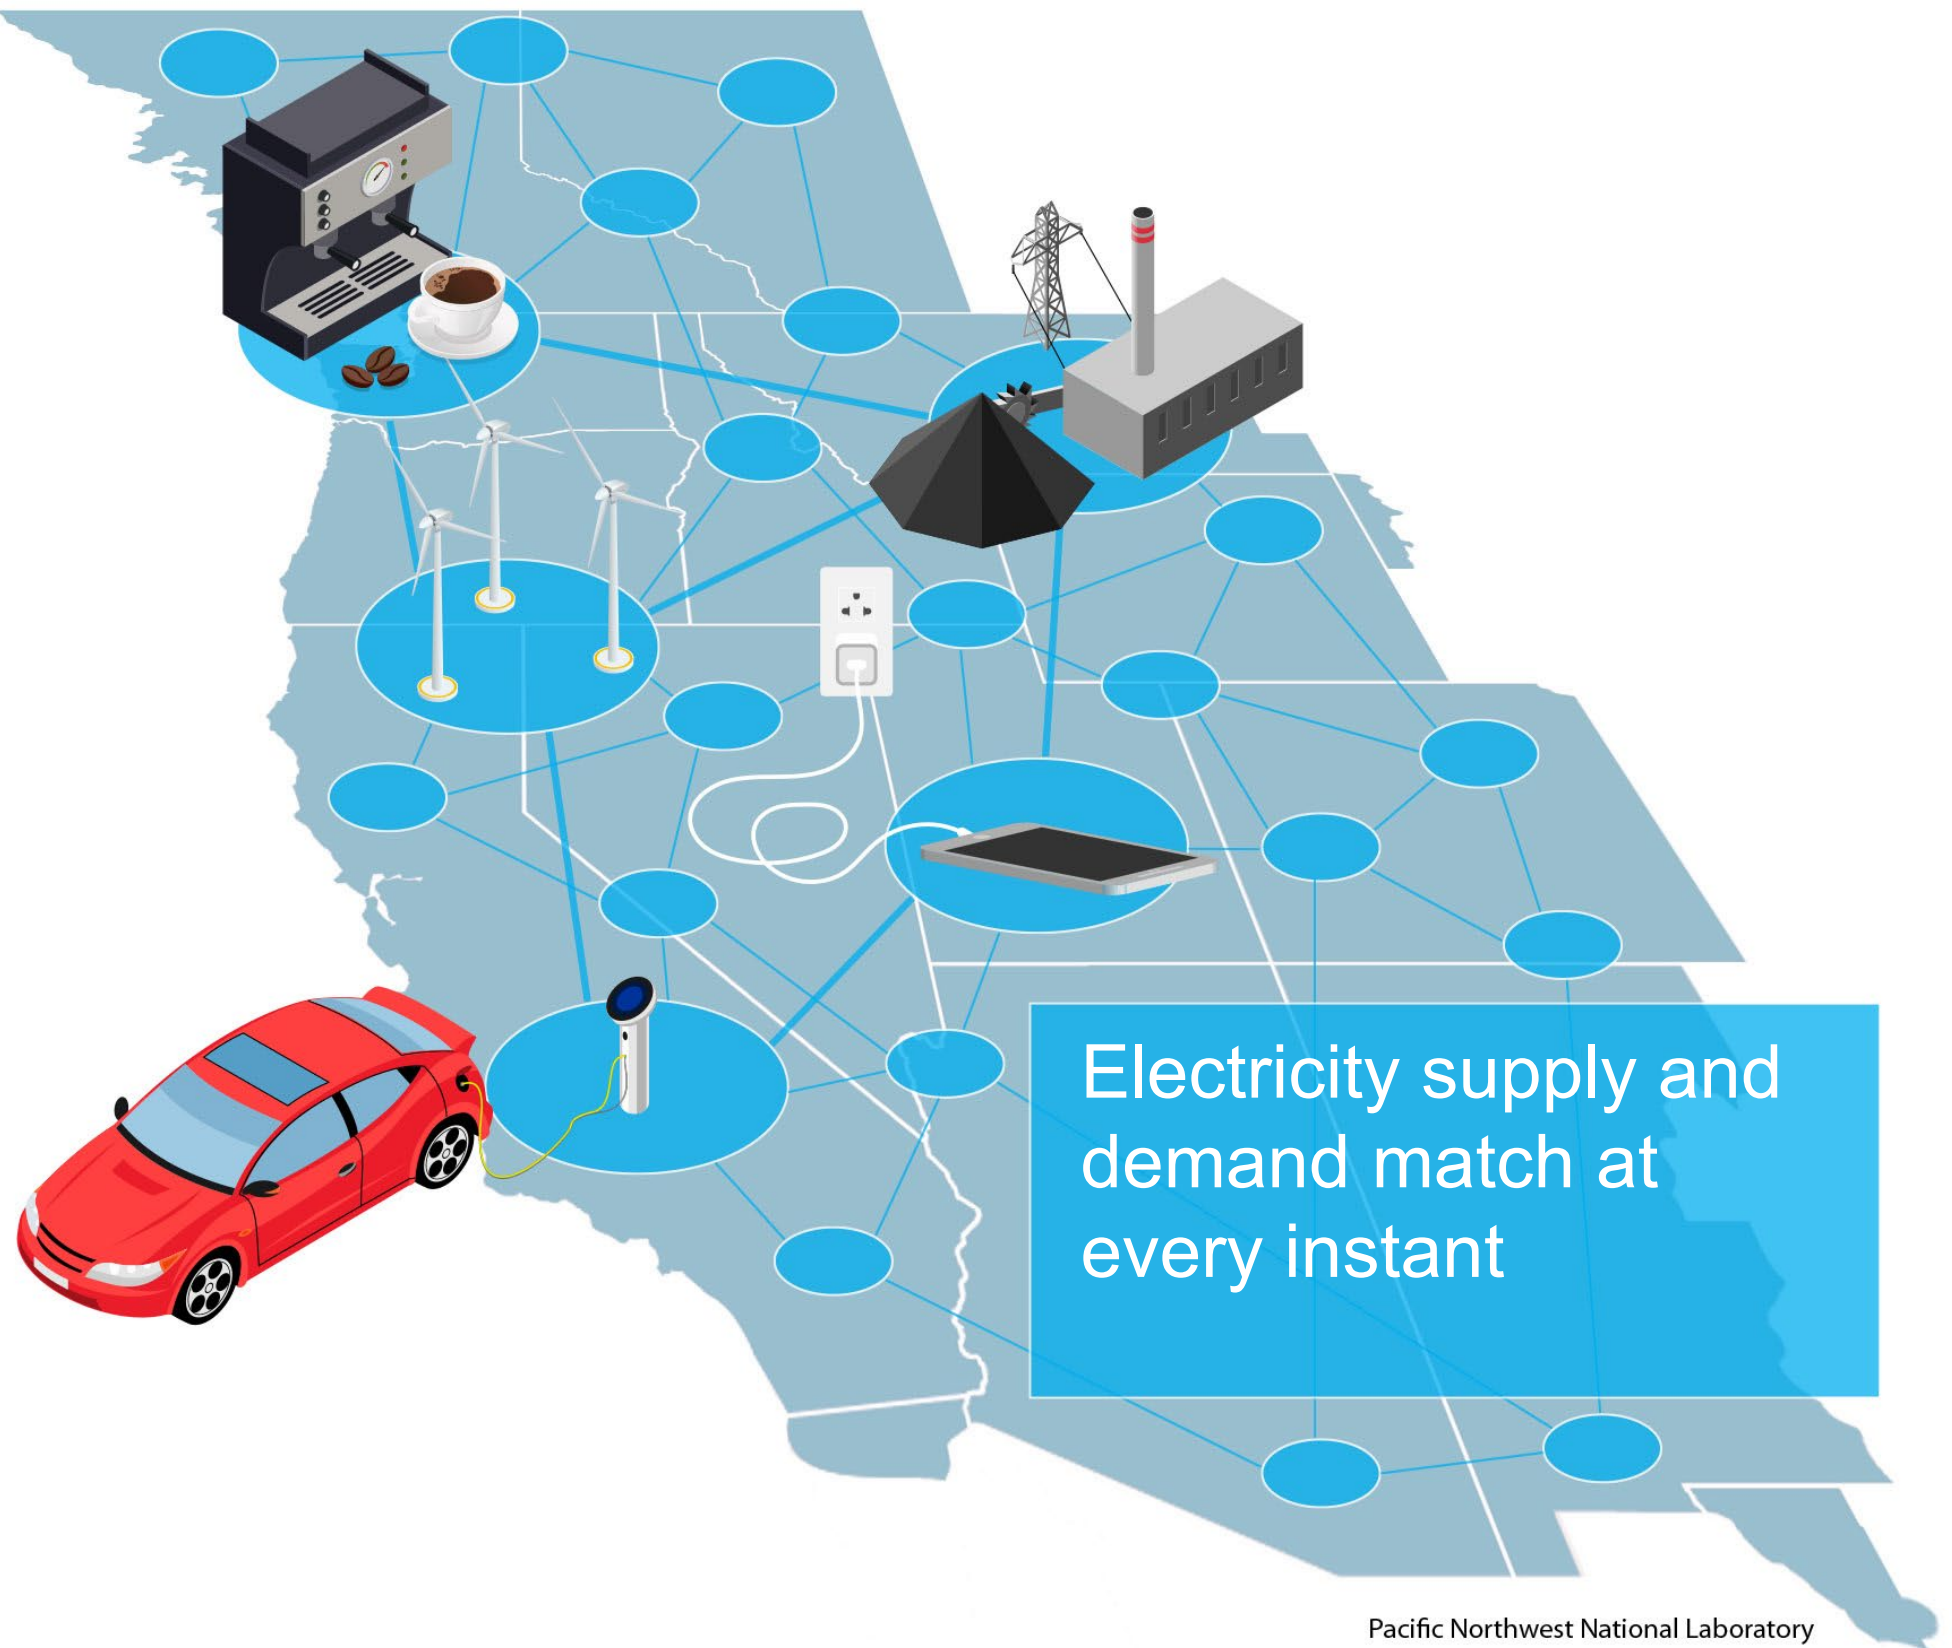 Electricity supply and
demand match at
every instant
Pacific Northwest National Laboratory